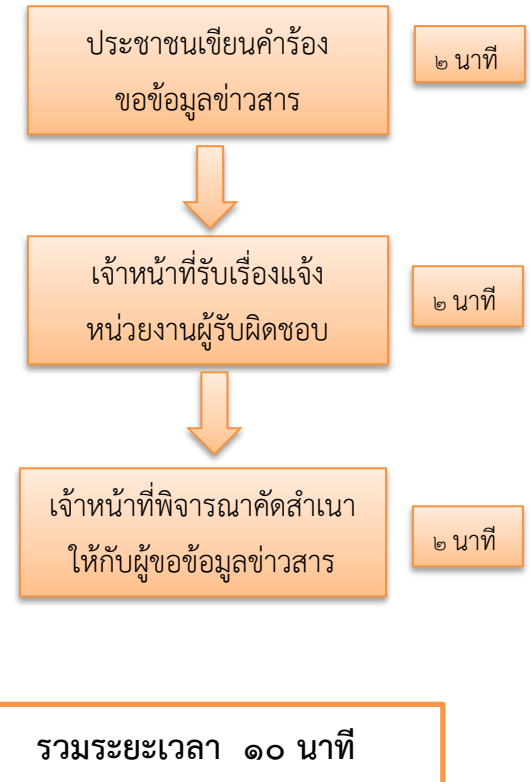 ประชาชนเขียนคำร้อง
ขอข้อมูลข่าวสาร
๒ นาที
เจ้าหน้าที่รับเรื่องแจ้ง
หน่วยงานผู้รับผิดชอบ
๒ นาที
เจ้าหน้าที่พิจารณาคัดสำเนา
ให้กับผู้ขอข้อมูลข่าวสาร
๒ นาที
รวมระยะเวลา ๑๐ นาที